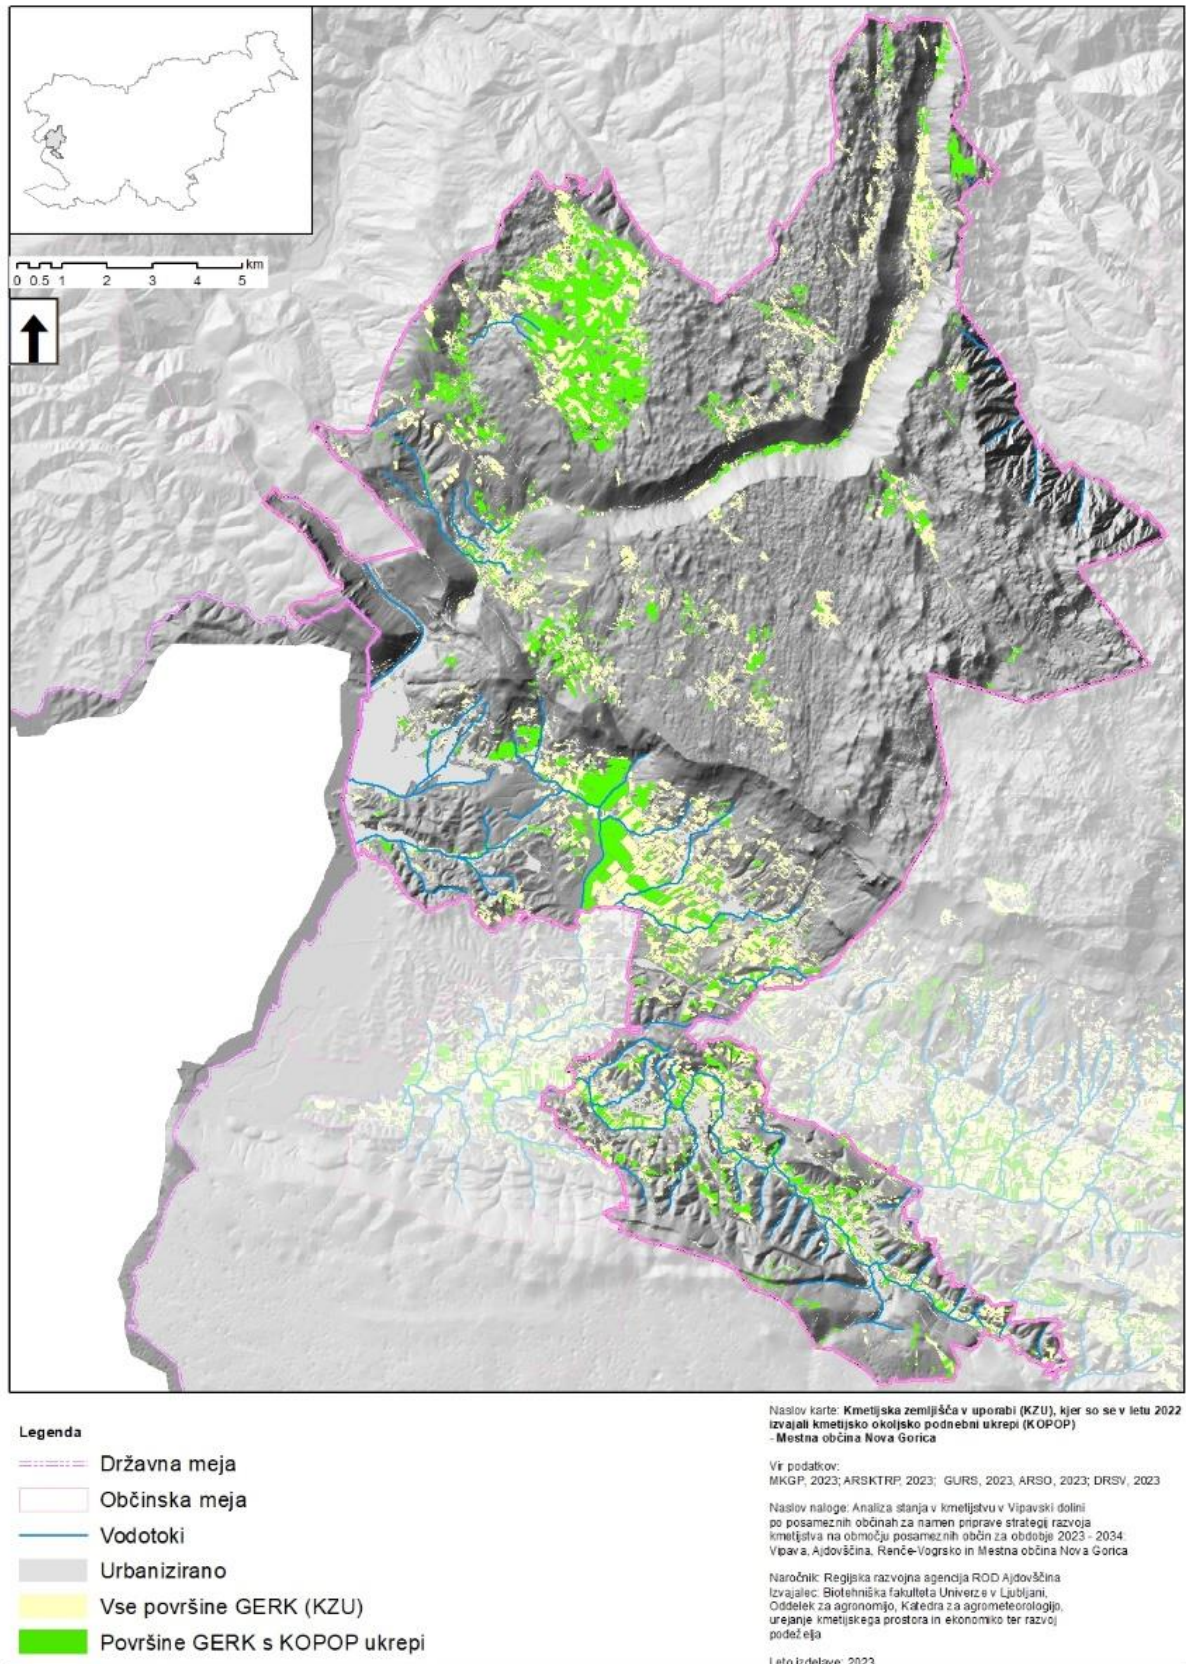 km
0 0.5 1 2 3 4 5
Legenda
Državna meja
Občinska meja
Vodotoki
Urbanizirano
Vse površine GERK (KZU)
Površine GERK s KOPOP ukrepi
Naslov karte: Kmetijska zemljišča v uporabi (KZU), kjer so se v letu 2022
izvajali kmetijsko okoljsko podnebni ukrepi (KOPOP)
- Mestna občina Nova Gorica
Vir podatkov:
MKGP, 2023; ARSKTRP, 2023; GURS, 2023, ARSO, 2023; DRSV, 2023
Naslov naloge: Analiza stanja v kmetijstvu v Vipavski dolini
po posameznih občinah za namen priprave strategij razvoja
kmetijstva na območju posameznih občin za obdobje 2023 - 2034:
Vipava, Ajdovščina, Renče-Vogrsko in Mestna občina Nova Gorica
Naročnik: Regijska razvojna agencija ROD Ajdovščina
Izvajalec: Biotehniška fakulteta Univerze v Ljubljani,
Oddelek za agronomijo, Katedra za agrometeorologijo,
urejanje kmetijskega prostora in ekonomiko ter razvoj
podeželja
Leto izdelave: 2023